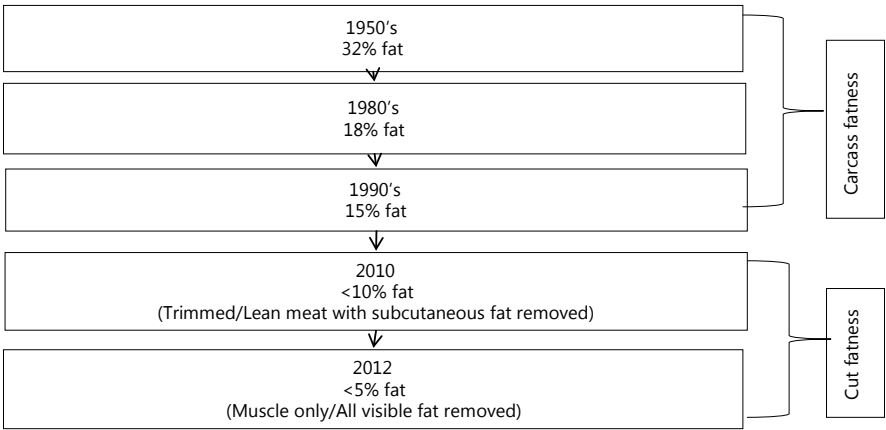 1950's
32% fat
1980's
18% fat
1990's
15% fat
Carcass fatness
2010
<10% fat
(Trimmed/Lean meat with subcutaneous fat removed)
2012
<5% fat
(Muscle only/All visible fat removed)
Cut fatness